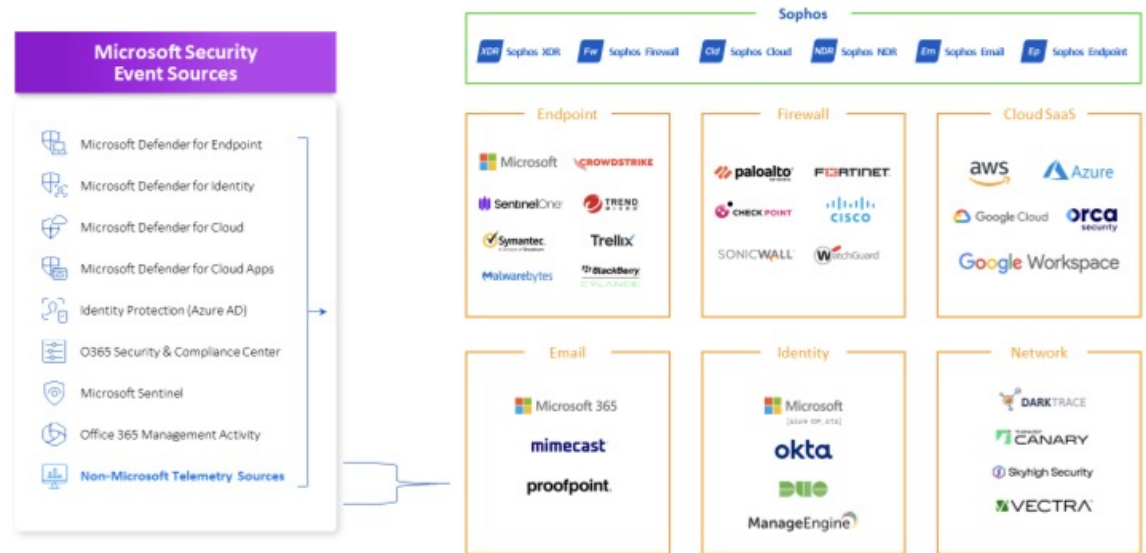 Microsoft Security
Event Sources
Microsoft Defender for Endpoint
Microsoft Defender for Identity
Microsoft Defender for Cloud
Microsoft Defender for Cloud Apps
Identity Protection (Azure AD)
O365 Security & Compliance Center
Microsoft Sentinel
Office 365 Management Activity
Non-Microsoft Telemetry Sources
Sophos
XDR Sophos XDR
Fw Sophos Firewall
Cld Sophos Cloud
NDR Sophos NDR
Em Sophos Email
Ep Sophos Endpoint
Endpoint
Microsoft
CROWDSTRIKE
SentinelOne
TREND
MICRO
Symantec.
Trellix
Malwarebytes
BlackBerry
CYLANCE
Firewall
paloalto
FORTINET
CHECK POINT
CISCO
SONICWALL
WatchGuard
Cloud SaaS
aws
Azure
Google Cloud
orca
security
Google Workspace
Email
Microsoft 365
mimecast
proofpoint.
Identity
Microsoft
okta
DUO
ManageEngine
Network
DARKTRACE
CANARY
Skyhigh Security
VECTRA